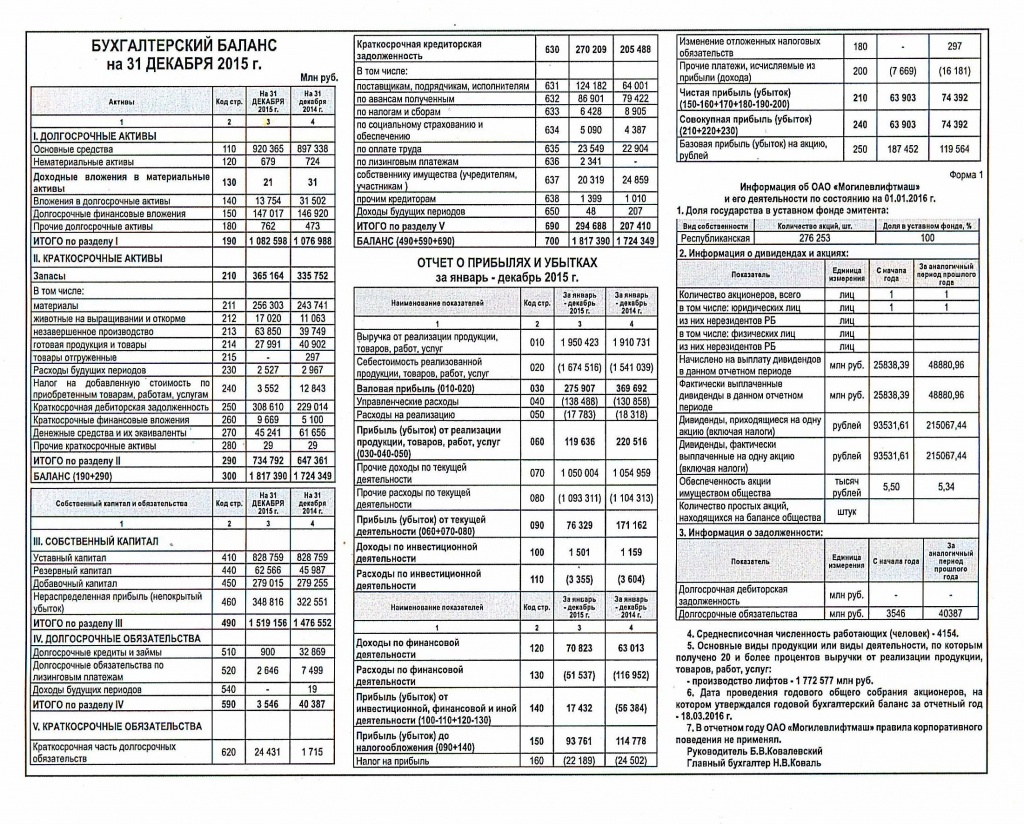 БУХГАЛТЕРСКИЙ БАЛАНС
на 31 ДЕКАБРЯ 2015 г.
Млн руб.
Активы Код стр. На 31 ДЕКАБРЯ 2015 г. На 31 декабря 2014 г.
1 2 3 4
I. ДОЛГОСРОЧНЫЕ АКТИВЫ
Основные средства 110 920 365 897 338
Нематериальные активы 120 679 724
Доходные вложения в материальные активы 130 21 31
Вложения в долгосрочные активы 140 13 754 31 502
Долгосрочные финансовые вложения 150 147 017 146 920
Прочие долгосрочные активы 180 762 473
ИТОГО по разделу I 190 1 082 598 1 076 988
II. КРАТКОСРОЧНЫЕ АКТИВЫ
Запасы 210 365 164 335 752
В том числе:
материалы 211 256 303 243 741
животные на выращивании и откорме 212 17 020 11 063
незавершенное производство 213 63 850 39 749
готовая продукция и товары 214 27 991 40 902
товары отгруженные 215 - 297
Расходы будущих периодов 230 2 527 2 967
Налог на добавленную стоимость по приобретенным товарам, работам, услугам 240 3 552 12 843
Краткосрочная дебиторская задолженность 250 308 610 229 014
Краткосрочные финансовые вложения 260 9 669 5 100
Денежные средства и их эквиваленты 270 45 241 61 656
Прочие краткосрочные активы 280 29 29
ИТОГО по разделу II 290 734 792 647 361
БАЛАНС (190+290) 300 1 817 390 1 724 349
Собственный капитал и обязательства Код стр. На 31 ДЕКАБРЯ 2015 г. На 31 декабря 2014 г.
1 2 3 4
III. СОБСТВЕННЫЙ КАПИТАЛ
Уставный капитал 410 828 759 828 759
Резервный капитал 440 62 566 45 987
Добавочный капитал 450 279 015 279 255
Нераспределенная прибыль (непокрытый убыток) 460 348 816 322 551
ИТОГО по разделу III 490 1 519 156 1 476 552
IV. ДОЛГОСРОЧНЫЕ ОБЯЗАТЕЛЬСТВА
Долгосрочные кредиты и займы 510 900 32 869
Долгосрочные обязательства по лизинговым платежам 520 2 646 7 499
Доходы будущих периодов 540 - 19
ИТОГО по разделу IV 590 3 546 40 387
V. КРАТКОСРОЧНЫЕ ОБЯЗАТЕЛЬСТВА
Краткосрочная часть долгосрочных обязательств 620 24 431 1 715
Краткосрочная кредиторская задолженность 630 270 209 205 488
В том числе:
поставщикам, подрядчикам, исполнителям 631 124 182 64 001
по авансам полученным 632 86 901 79 422
по налогам и сборам 633 6 428 8 905
по социальному страхованию и обеспечению 634 5 090 4 387
по оплате труда 635 23 549 22 904
по лизинговым платежам 636 2 341 -
собственнику имущества (учредителям, участникам ) 637 20 319 24 859
прочим кредиторам 638 1 399 1 010
Доходы будущих периодов 650 48 207
ИТОГО по разделу V 690 294 688 207 410
БАЛАНС (490+590+690) 700 1 817 390 1 724 349
ОТЧЕТ О ПРИБЫЛЯХ И УБЫТКАХ
за январь - декабрь 2015 г.
Наименование показателей Код стр. За январь - декабрь 2015 г. За январь - декабрь 2014 г.
1 2 3 4
Выручка от реализации продукции, товаров, работ, услуг 010 1 950 423 1 910 731
Себестоимость реализованной продукции, товаров, работ, услуг 020 (1 674 516) (1 541 039)
Валовая прибыль (010-020) 030 275 907 369 692
Управленческие расходы 040 (138 488) (130 858)
Расходы на реализацию 050 (17 783) (18 318)
Прибыль (убыток) от реализации продукции, товаров, работ, услуг (030-040-050) 060 119 636 220 516
Прочие доходы по текущей деятельности 070 1 050 004 1 054 959
Прочие расходы по текущей деятельности 080 (1 093 311) (1 104 313)
Прибыль (убыток) от текущей деятельности (060+070-080) 090 76 329 171 162
Доходы по инвестиционной деятельности 100 1 501 1 159
Расходы по инвестиционной деятельности 110 (3 355) (3 604)
Наименование показателей Код стр. За январь - декабрь 2015 г. За январь - декабрь 2014 г.
1 2 3 4
Доходы по финансовой деятельности 120 70 823 63 013
Расходы по финансовой деятельности 130 (51 537) (116 952)
Прибыль (убыток) от инвестиционной, финансовой и иной деятельности (100-110+120-130) 140 17 432 (56 384)
Прибыль (убыток) до налогообложения (090+140) 150 93 761 114 778
Налог на прибыль 160 (22 189) (24 502)
Изменение отложенных налоговых обязательств 180 - 297
Прочие платежи, исчисляемые из прибыли (дохода) 200 (7 669) (16 181)
Чистая прибыль (убыток) (150-160+170+180-190-200) 210 63 903 74 392
Совокупная прибыль (убыток) (210+220+230) 240 63 903 74 392
Базовая прибыль (убыток) на акцию, рублей 250 187 452 119 564
Форма 1
Информация об ОАО «Могилевлифтмаш»
и его деятельности по состоянию на 01.01.2016 г.
1. Доля государства в уставном фонде эмитента:
Вид собственности Количество акций, шт. Доля в уставном фонде, %
Республиканская 276 253 100
2. Информация о дивидендах и акциях:
Показатель Единица измерения С начала года За аналогичный период прошлого года
Количество акционеров, всего лиц 1 1
в том числе: юридических лиц лиц 1 1
из них нерезидентов РБ лиц
в том числе: физических лиц лиц
из них нерезидентов РБ лиц
Начислено на выплату дивидендов в данном отчетном периоде млн руб. 25838,39 48880,96
Фактически выплаченные дивиденды в данном отчетном периоде млн руб. 25838,39 48880,96
Дивиденды, приходящиеся на одну акцию (включая налоги) рублей 93531,61 215067,44
Дивиденды, фактически выплаченные на одну акцию (включая налоги) рублей 93531,61 215067,44
Обеспеченность акции имуществом общества тысяч рублей 5,50 5,34
Количество простых акций, находящихся на балансе общества штук
3. Информация о задолженности:
Показатель Единица измерения С начала года За аналогичный период прошлого года
Долгосрочная дебиторская задолженность млн руб. - -
Долгосрочные обязательства млн руб. 3546 40387
4. Среднесписочная численность работающих (человек) - 4154.
5. Основные виды продукции или виды деятельности, по которым
получено 20 и более процентов выручки от реализации продукции,
товаров, работ, услуг:
- производство лифтов - 1 772 577 млн руб.
6. Дата проведения годового общего собрания акционеров, на
котором утверждался годовой бухгалтерский баланс за отчетный год
- 18.03.2016 г.
7. В отчетном году ОАО «Могилевлифтмаш» правила корпоративного
поведения не применял.
Руководитель Б.В.Ковалевский
Главный бухгалтер Н.В.Коваль